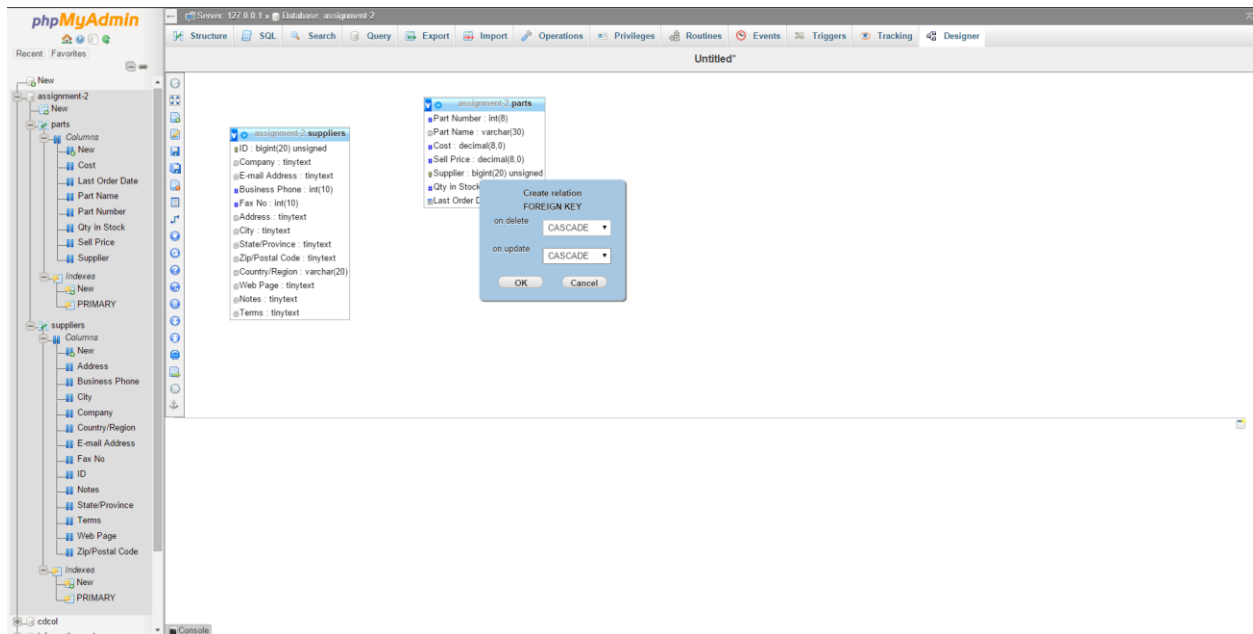 phpMyAdmin
Recent Favorites
New
assignment-2
New
parts
Columns
New
Cost
Last Order Date
Part Name
Part Number
Qty in Stock
Sell Price
Supplier
Indexes
New
PRIMARY
suppliers
Columns
New
Address
Business Phone
City
Company
Country/Region
E-mail Address
Fax No
ID
Notes
State/Province
Terms
Web Page
Zip/Postal Code
Indexes
New
PRIMARY
cdcol
Server: 127.0.0.1 » Database: assignment-2
Structure SQL Search Query Export Import Operations Privileges Routines Events Triggers Tracking Designer
Untitled*
assignment-2.suppliers
ID : bigint(20) unsigned
Company : tinytext
E-mail Address : tinytext
Business Phone : int(10)
Fax No : int(10)
Address : tinytext
City : tinytext
State/Province : tinytext
Zip/Postal Code : tinytext
Country/Region : varchar(20)
Web Page : tinytext
Notes : tinytext
Terms : tinytext
assignment-2.parts
Part Number : int(8)
Part Name : varchar(30)
Cost : decimal(8,0)
Sell Price : decimal(8,0)
Supplier : bigint(20) unsigned
Qty in Stock
Last Order
Create relation
FOREIGN KEY
on delete CASCADE
on update CASCADE
OK Cancel
Console